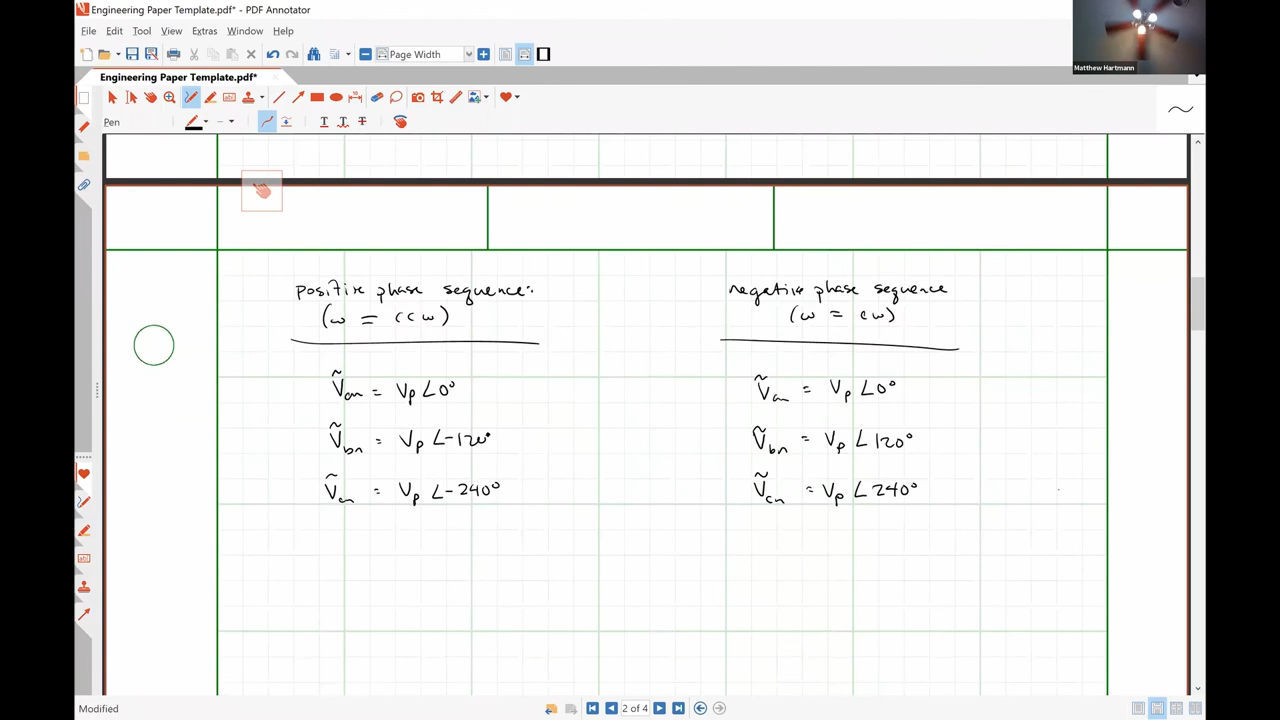 Engineering Paper Template.pdf* - PDF Annotator
Matthew Hartmann
File Edit View Tool View Extras Window Help
Page Width
Engineering Paper Template.pdf*
Pen
T T T
positive phase sequence:
(ω = ccw)
Ṽan = Vp ∠0°
Ṽbn = Vp ∠-120°
Ṽcn = Vp ∠-240°
negative phase sequence
(ω = cw)
Ṽan = Vp ∠0°
Ṽbn = Vp ∠120°
Ṽcn = Vp ∠240°
Modified
2 of 4